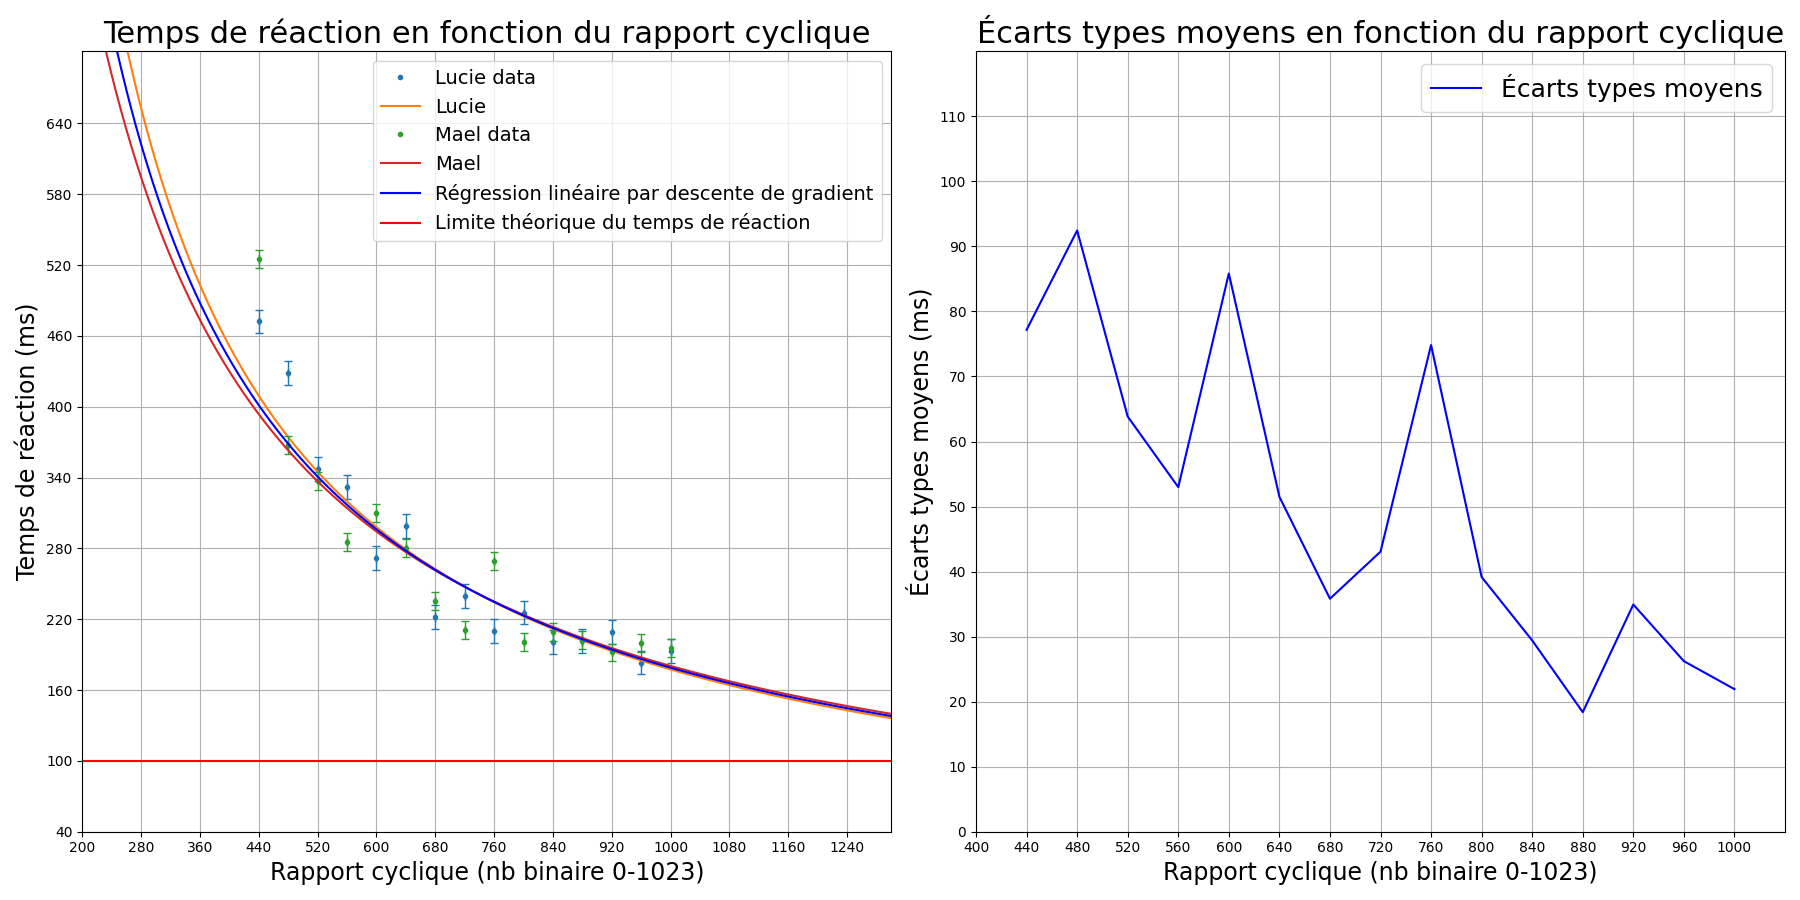 Temps de réaction en fonction du rapport cyclique
Lucie data
Lucie
Mael data
Mael
Régression linéaire par descente de gradient
Limite théorique du temps de réaction
Temps de réaction (ms)
640
580
520
460
400
340
280
220
160
100
40
200 280 360 440 520 600 680 760 840 920 1000 1080 1160 1240
Rapport cyclique (nb binaire 0-1023)
Écarts types moyens en fonction du rapport cyclique
Écarts types moyens
Écarts types moyens (ms)
110
100
90
80
70
60
50
40
30
20
10
0
400 440 480 520 560 600 640 680 720 760 800 840 880 920 960 1000
Rapport cyclique (nb binaire 0-1023)